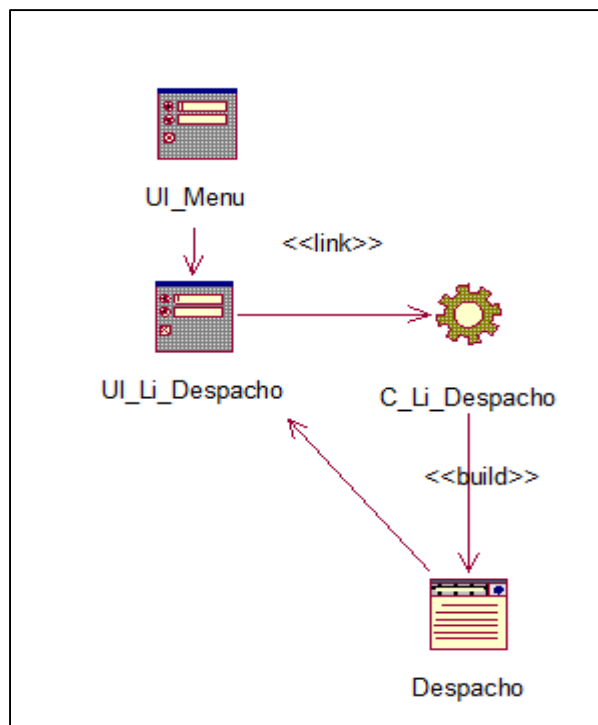 UI_Menu
<<link>>
UI_Li_Despacho
C_Li_Despacho
<<build>>
Despacho